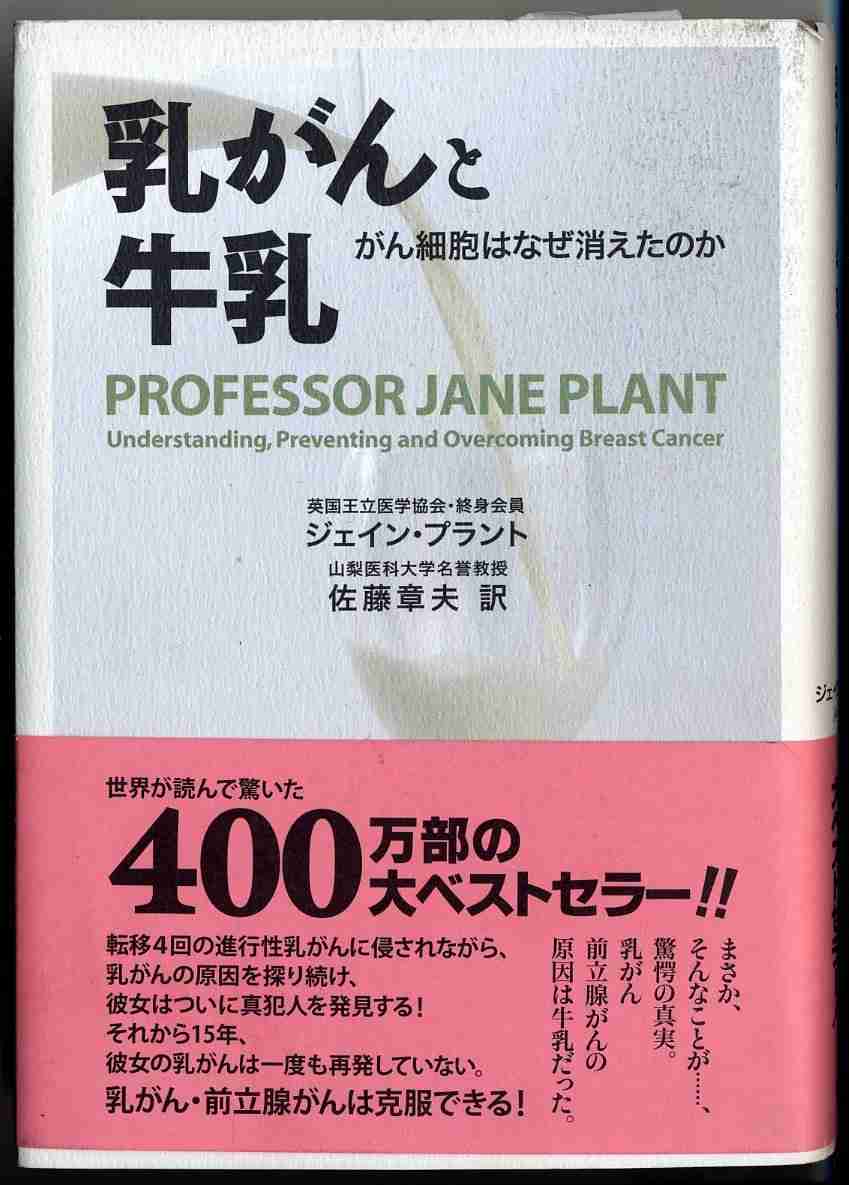 乳がんと
牛乳
がん細胞はなぜ消えたのか
PROFESSOR JANE PLANT
Understanding, Preventing and Overcoming Breast Cancer
英国王立医学協会・終身会員
ジェイン・プラント
山梨医科大学名誉教授
佐藤章夫 訳
世界が読んで驚いた
400万部の
大ベストセラー!!
転移4回の進行性乳がんに侵されながら、
乳がんの原因を探り続け、
彼女はついに真犯人を発見する!
それから15年、
彼女の乳がんは一度も再発していない。
乳がん・前立腺がんは克服できる!
まさか、
そんなことが……、
驚愕の真実。
乳がん
前立腺がんの
原因は牛乳だった。